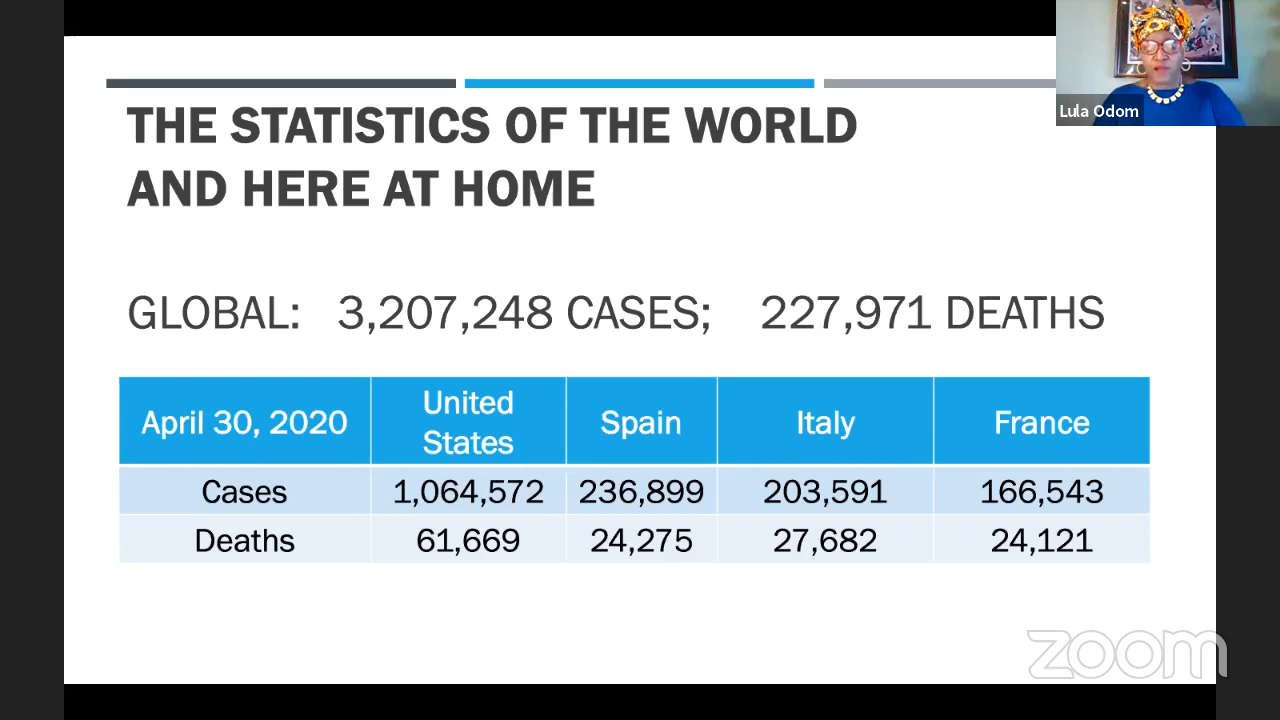 Lula Odom
THE STATISTICS OF THE WORLD
AND HERE AT HOME
GLOBAL: 3,207,248 CASES; 227,971 DEATHS
April 30, 2020 United States Spain Italy France
Cases 1,064,572 236,899 203,591 166,543
Deaths 61,669 24,275 27,682 24,121
zoom